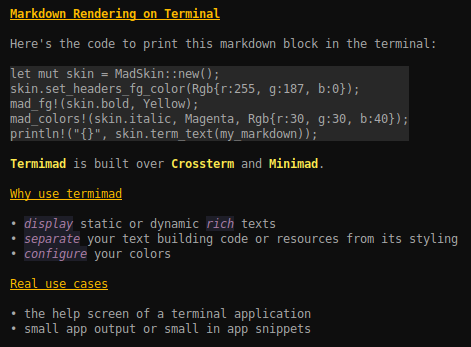 Markdown Rendering on Terminal
Here's the code to print this markdown block in the terminal:
let mut skin = MadSkin::new();
skin.set_headers_fg_color(Rgb{r:255, g:187, b:0});
mad_fg!(skin.bold, Yellow);
mad_colors!(skin.italic, Magenta, Rgb{r:30, g:30, b:40});
println!("{}", skin.term_text(my_markdown));
Termimad is built over Crossterm and Minimad.
Why use termimad
• display static or dynamic rich texts
• separate your text building code or resources from its styling
• configure your colors
Real use cases
• the help screen of a terminal application
• small app output or small in app snippets